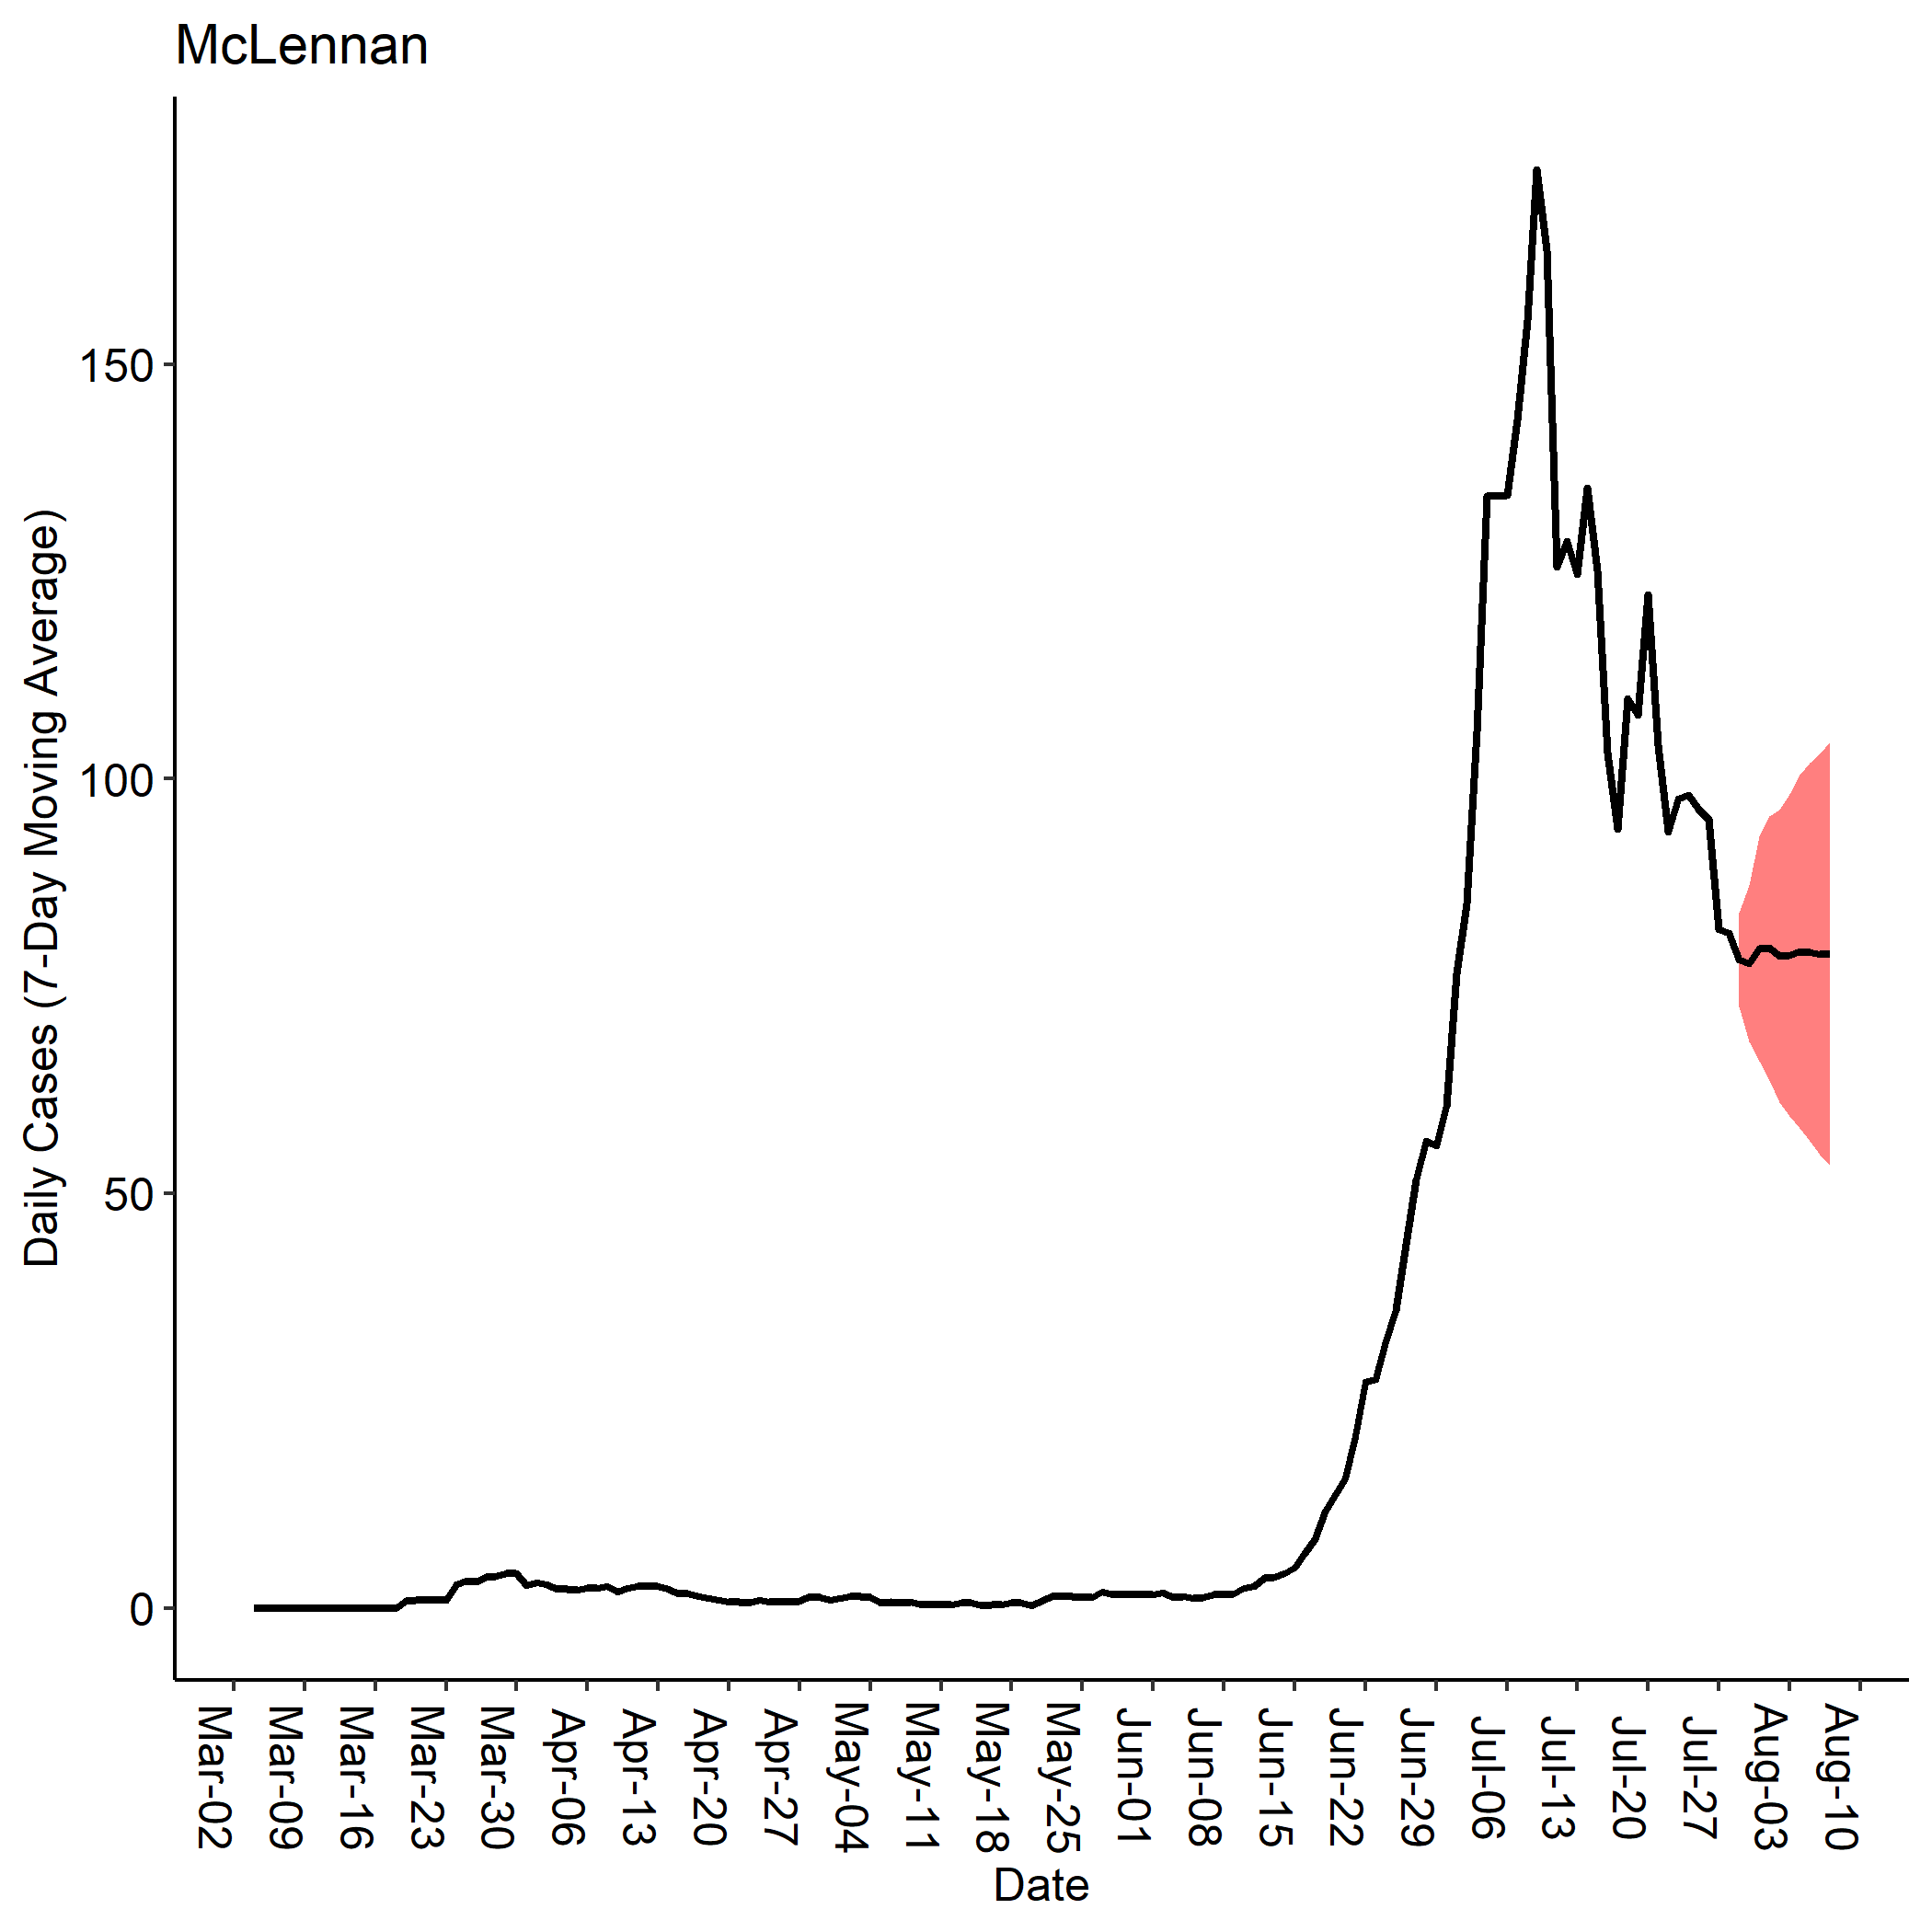 McLennan
Daily Cases (7-Day Moving Average)
150
100
50
0
Mar-02
Mar-09
Mar-16
Mar-23
Mar-30
Apr-06
Apr-13
Apr-20
Apr-27
May-04
May-11
May-18
May-25
Jun-01
Jun-08
Jun-15
Jun-22
Jun-29
Jul-06
Jul-13
Jul-20
Jul-27
Aug-03
Aug-10
Date